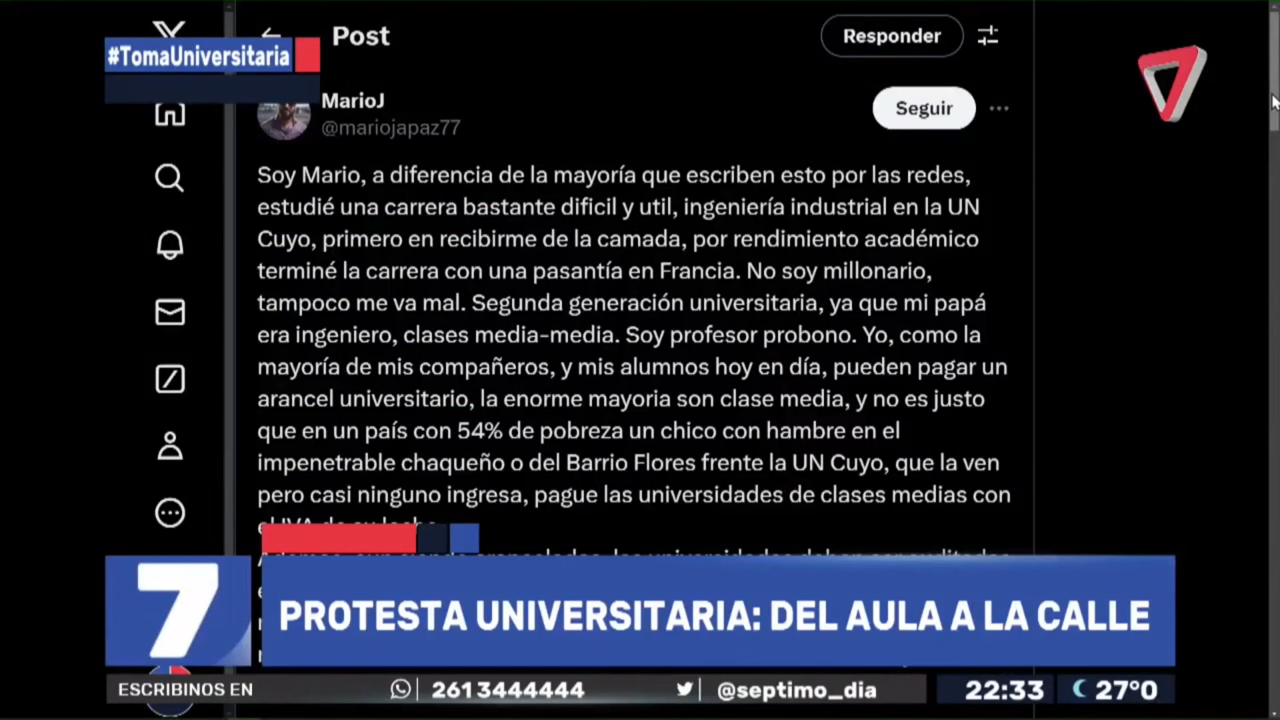 #TomaUniversitaria
Post
Responder
MarioJ
@mariojapaz77
Seguir
Soy Mario, a diferencia de la mayoría que escriben esto por las redes,
estudié una carrera bastante dificil y util, ingeniería industrial en la UN
Cuyo, primero en recibirme de la camada, por rendimiento académico
terminé la carrera con una pasantía en Francia. No soy millonario,
tampoco me va mal. Segunda generación universitaria, ya que mi papá
era ingeniero, clases media-media. Soy profesor probono. Yo, como la
mayoría de mis compañeros, y mis alumnos hoy en día, pueden pagar un
arancel universitario, la enorme mayoria son clase media, y no es justo
que en un país con 54% de pobreza un chico con hambre en el
impenetrable chaqueño o del Barrio Flores frente la UN Cuyo, que la ven
pero casi ninguno ingresa, pague las universidades de clases medias con
7
PROTESTA UNIVERSITARIA: DEL AULA A LA CALLE
ESCRIBINOS EN
2613444444
@septimo_dia
22:33
27°0